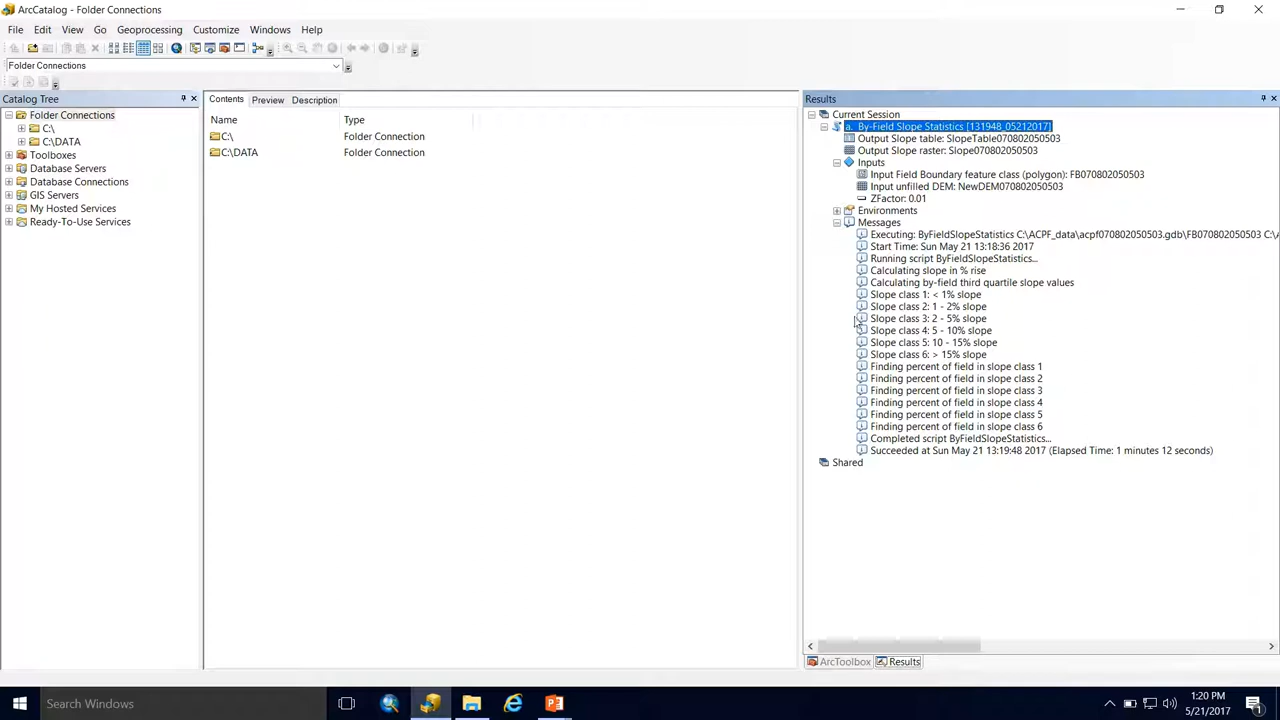 ArcCatalog - Folder Connections
File Edit View Go Geoprocessing Customize Windows Help
Folder Connections
Catalog Tree
Folder Connections
C:\
C:\DATA
Toolboxes
Database Servers
Database Connections
GIS Servers
My Hosted Services
Ready-To-Use Services
Contents Preview Description
Name Type
C:\ Folder Connection
C:\DATA Folder Connection
Results
Current Session
a. By-Field Slope Statistics [131948_05212017]
Output Slope table: SlopeTable070802050503
Output Slope raster: Slope070802050503
Inputs
Input Field Boundary feature class (polygon): FB070802050503
Input unfilled DEM: NewDEM070802050503
ZFactor: 0.01
Environments
Messages
Executing: ByFieldSlopeStatistics C:\ACPF_data\acpf070802050503.gdb\FB070802050503 C:\
Start Time: Sun May 21 13:18:36 2017
Running script ByFieldSlopeStatistics...
Calculating slope in % rise
Calculating by-field third quartile slope values
Slope class 1: < 1% slope
Slope class 2: 1 - 2% slope
Slope class 3: 2 - 5% slope
Slope class 4: 5 - 10% slope
Slope class 5: 10 - 15% slope
Slope class 6: > 15% slope
Finding percent of field in slope class 1
Finding percent of field in slope class 2
Finding percent of field in slope class 3
Finding percent of field in slope class 4
Finding percent of field in slope class 5
Finding percent of field in slope class 6
Completed script ByFieldSlopeStatistics...
Succeeded at Sun May 21 13:19:48 2017 (Elapsed Time: 1 minutes 12 seconds)
Shared
ArcToolbox Results
Search Windows
1:20 PM
5/21/2017